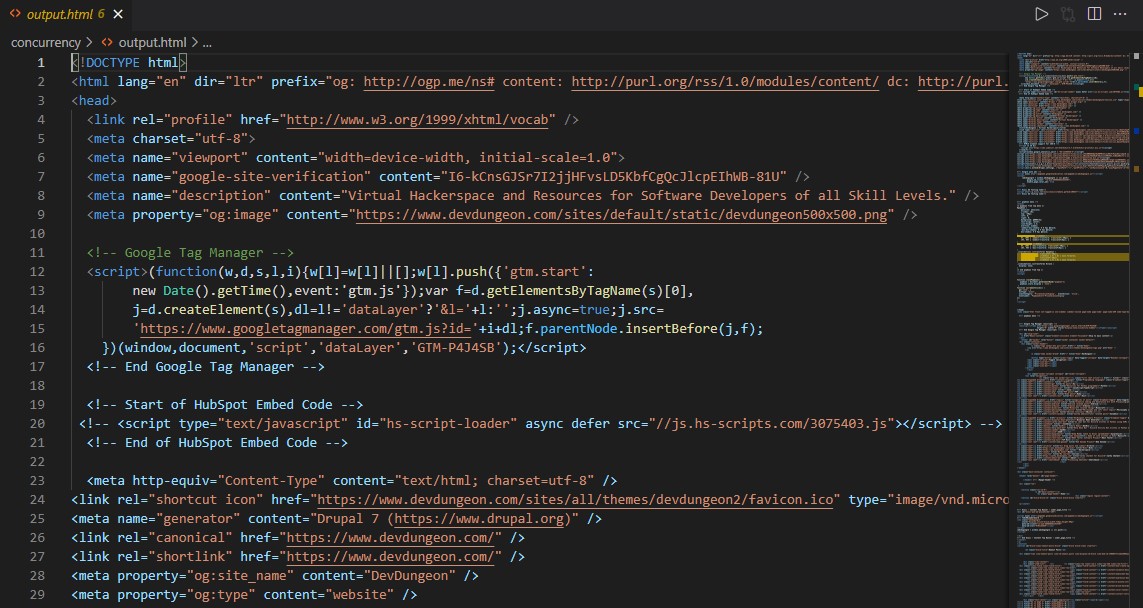 output.html 6
concurrency > output.html > ...
1 <!DOCTYPE html>
2 <html lang="en" dir="ltr" prefix="og: http://ogp.me/ns# content: http://purl.org/rss/1.0/modules/content/ dc: http://purl.
3 <head>
4 <link rel="profile" href="http://www.w3.org/1999/xhtml/vocab" />
5 <meta charset="utf-8">
6 <meta name="viewport" content="width=device-width, initial-scale=1.0">
7 <meta name="google-site-verification" content="I6-kCnsGJSr7I2jjHFvsLD5KbfCgQcJlcpEIhWB-81U" />
8 <meta name="description" content="Virtual Hackerspace and Resources for Software Developers of all Skill Levels." />
9 <meta property="og:image" content="https://www.devdungeon.com/sites/default/static/devdungeon500x500.png" />
10
11 <!-- Google Tag Manager -->
12 <script>(function(w,d,s,l,i){w[l]=w[l]||[];w[l].push({'gtm.start':
13 new Date().getTime(),event:'gtm.js'});var f=d.getElementsByTagName(s)[0],
14 j=d.createElement(s),dl=l!='dataLayer'?'&l='+l:'';j.async=true;j.src=
15 'https://www.googletagmanager.com/gtm.js?id='+i+dl;f.parentNode.insertBefore(j,f);
16 })(window,document,'script','dataLayer','GTM-P4J4SB');</script>
17 <!-- End Google Tag Manager -->
18
19 <!-- Start of HubSpot Embed Code -->
20 <!-- <script type="text/javascript" id="hs-script-loader" async defer src="//js.hs-scripts.com/3075403.js"></script> -->
21 <!-- End of HubSpot Embed Code -->
22
23 <meta http-equiv="Content-Type" content="text/html; charset=utf-8" />
24 <link rel="shortcut icon" href="https://www.devdungeon.com/sites/all/themes/devdungeon2/favicon.ico" type="image/vnd.micro
25 <meta name="generator" content="Drupal 7 (https://www.drupal.org)" />
26 <link rel="canonical" href="https://www.devdungeon.com/" />
27 <link rel="shortlink" href="https://www.devdungeon.com/" />
28 <meta property="og:site_name" content="DevDungeon" />
29 <meta property="og:type" content="website" />